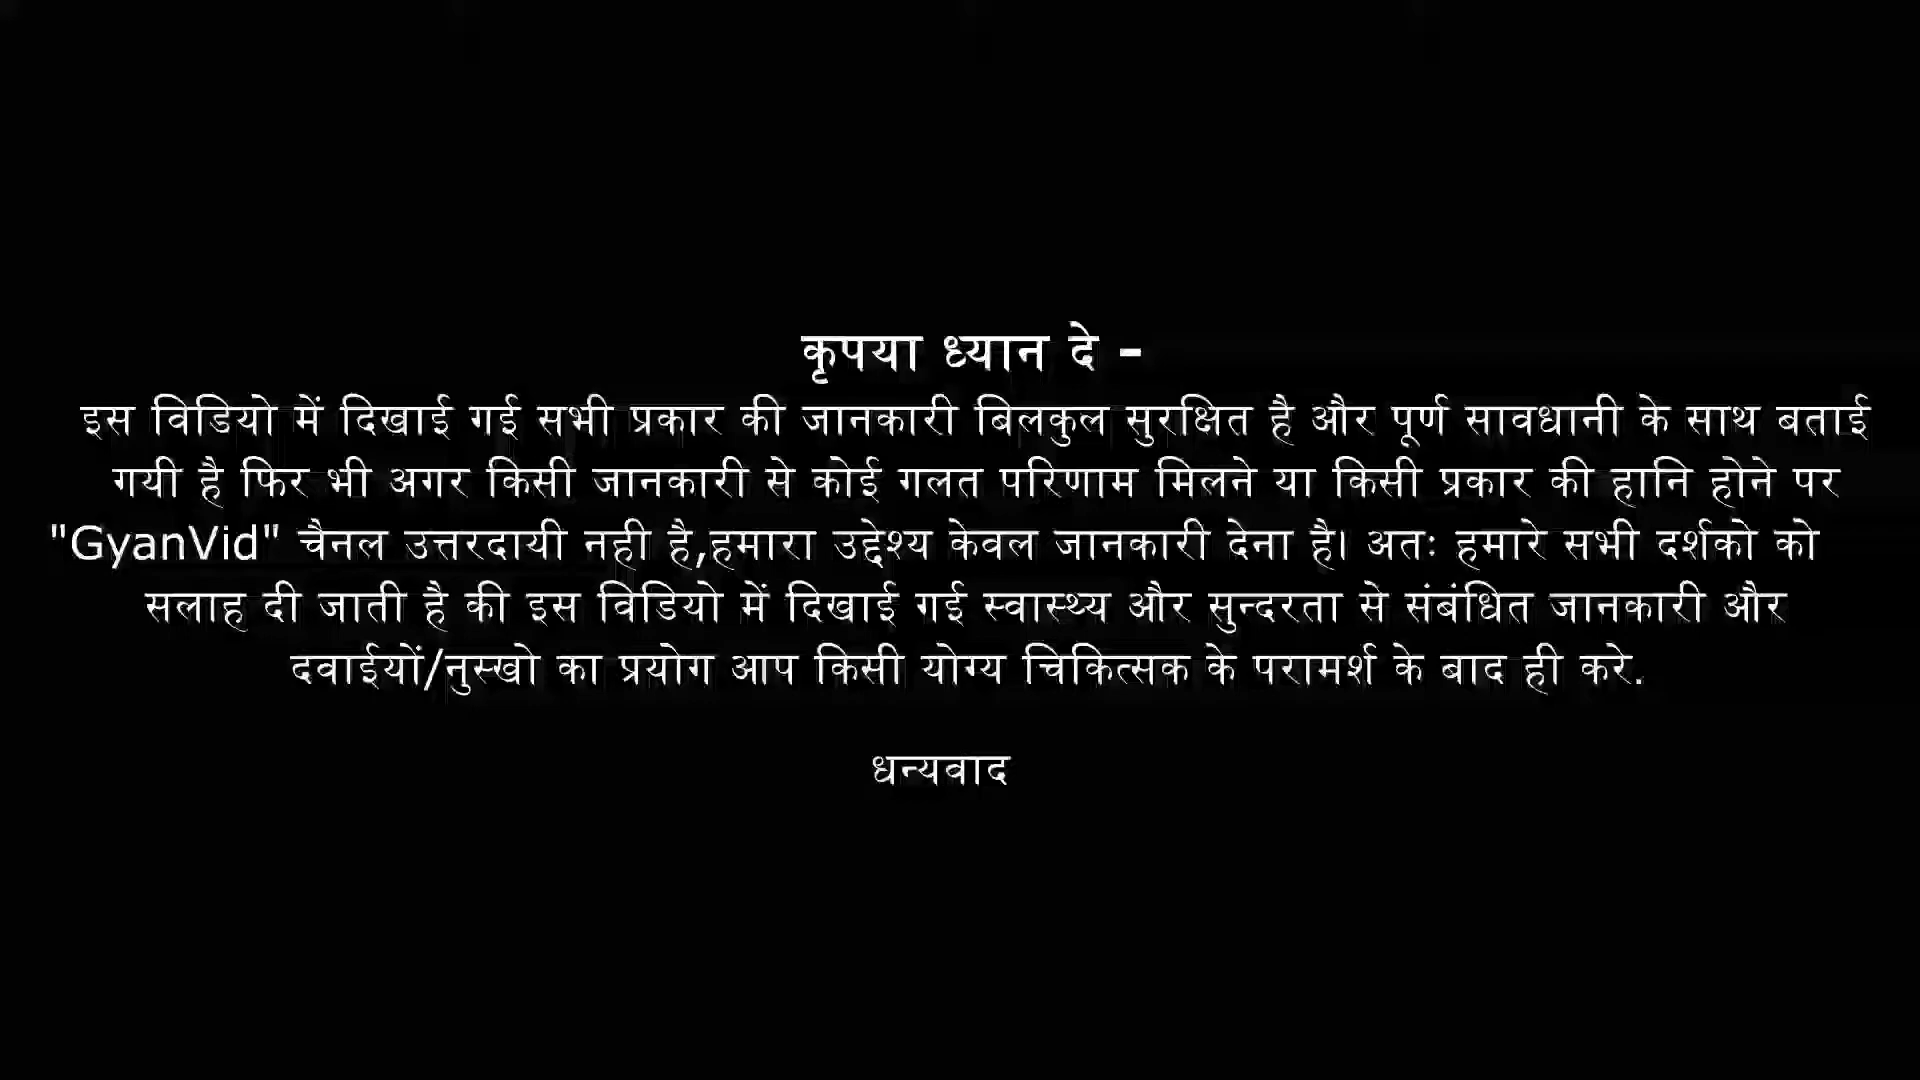 कृपया ध्यान दे -
इस विडियो में दिखाई गई सभी प्रकार की जानकारी बिलकुल सुरक्षित है और पूर्ण सावधानी के साथ बताई
गयी है फिर भी अगर किसी जानकारी से कोई गलत परिणाम मिलने या किसी प्रकार की हानि होने पर
"GyanVid" चैनल उत्तरदायी नही है,हमारा उद्देश्य केवल जानकारी देना है। अतः हमारे सभी दर्शको को
सलाह दी जाती है की इस विडियो में दिखाई गई स्वास्थ्य और सुन्दरता से संबंधित जानकारी और
दवाईयों/नुस्खो का प्रयोग आप किसी योग्य चिकित्सक के परामर्श के बाद ही करे.
धन्यवाद